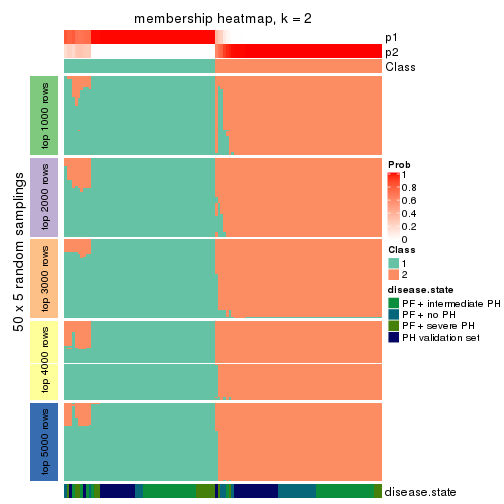 membership heatmap, k = 2
p1
p2
Class
50 x 5 random samplings
top 1000 rows
top 2000 rows
top 3000 rows
top 4000 rows
top 5000 rows
Prob
1
0.8
0.6
0.4
0.2
0
Class
1
2
disease.state
PF + intermediate PH
PF + no PH
PF + severe PH
PH validation set
disease.state